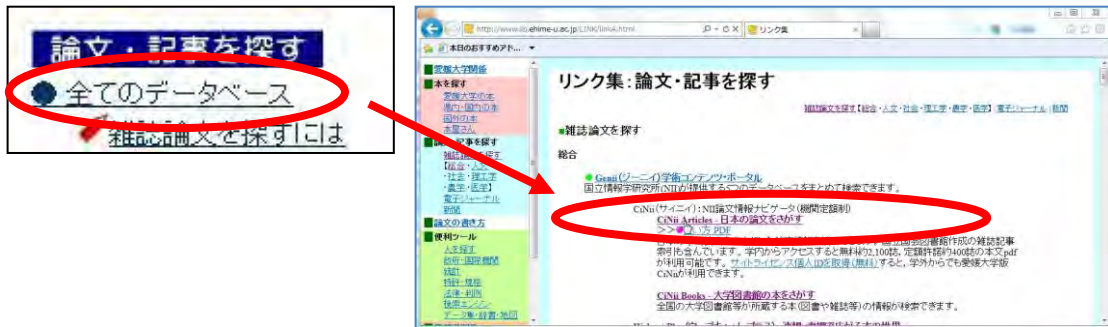 論文・記事を探す
全てのデータベース
雑誌論文を探すには
リンク集
本日のおすすめアド...
愛媛大学関係
本を探す
愛媛大学の本
国内・国外の本
国外の本
本屋さん
論文・記事を探す
雑誌論文を探す
【総合・人文
・社会・理工学
・農学・医学】
電子ジャーナル
新聞
論文の書き方
便利ツール
人を探す
政府・国際機関
統計
特許・規格
法律・判例
検索エンジン
データ集・辞書・地図
リンク集:論文・記事を探す
雑誌論文を探す【総合・人文・社会・理工学・農学・医学】 電子ジャーナル | 新聞
■雑誌論文を探す
総合
Genii(ジーニイ)学術コンテンツ・ポータル
国立情報学研究所(NII)が提供する5つのデータベースをまとめて検索できます。
CiNii(サイニイ):NII論文情報ナビゲータ(機関定額制)
CiNii Articles - 日本の論文をさがす
>> 使い方 PDF
国立国会図書館作成の雑誌記事
索引も含んでいます。学内からアクセスすると無料約2,100誌、定額許諾約400誌の本文pdf
が利用可能です。サイトライセンス個人IDを取得(無料)すると、学外からでも愛媛大学版
CiNiiが利用できます。
CiNii Books - 大学図書館の本をさがす
全国の大学図書館等が所蔵する本(図書や雑誌等)の情報が検索できます。